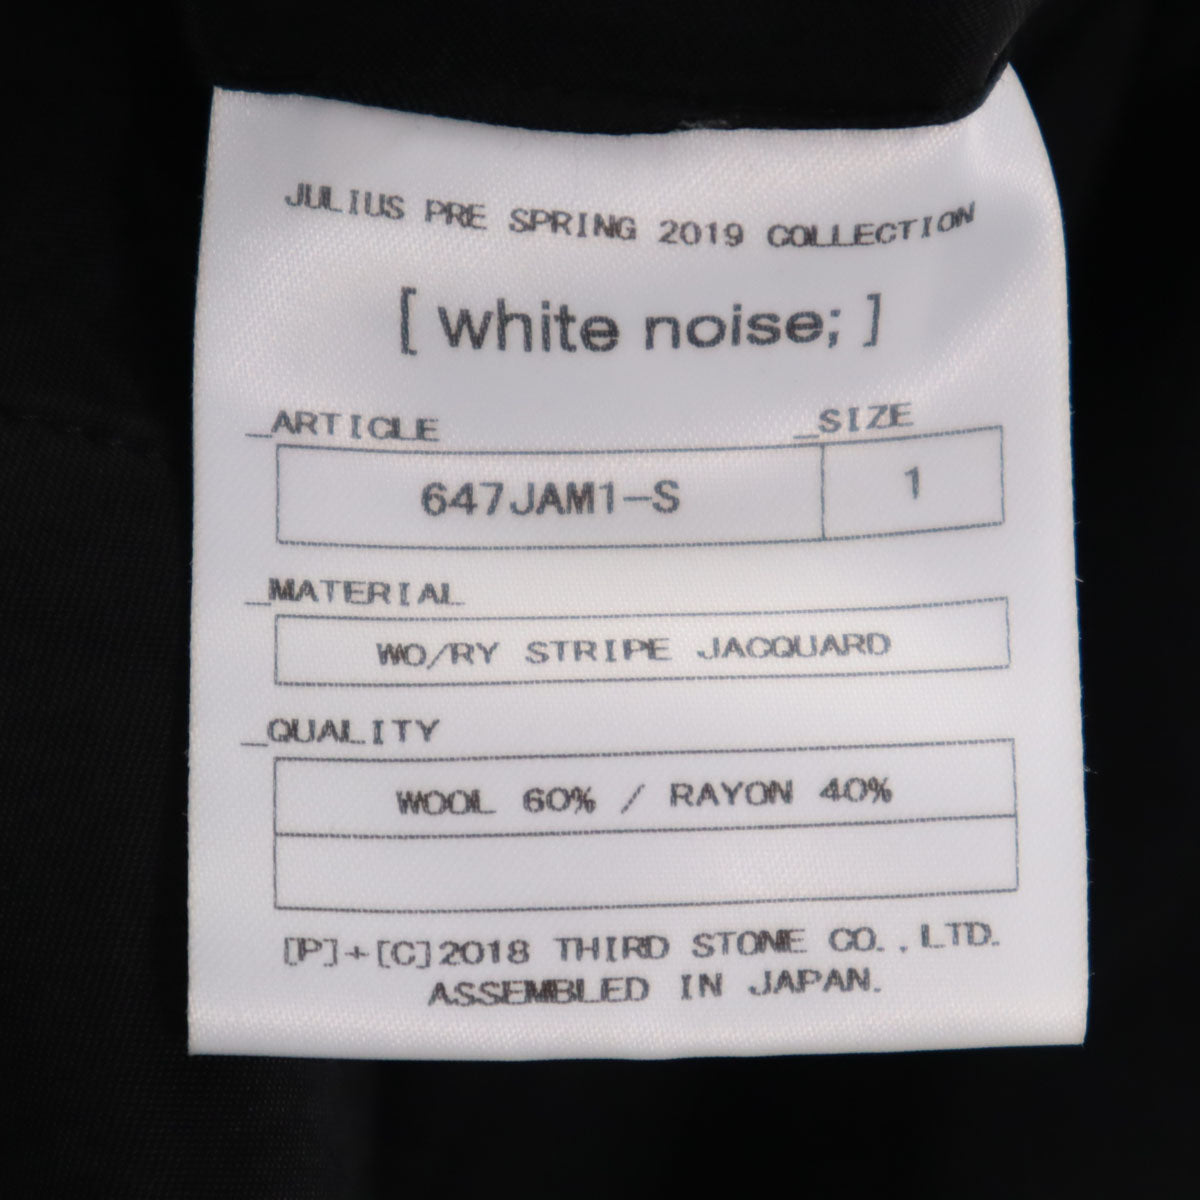 JULIUS PRE SPRING 2019 COLLECTION
[ white noise; ]
_ARTICLE _SIZE
647JAM1-S 1
_MATERIAL
WO/RY STRIPE JACQUARD
_QUALITY
WOOL 60% / RAYON 40%
[P]+[C]2018 THIRD STONE CO.,LTD.
ASSEMBLED IN JAPAN.